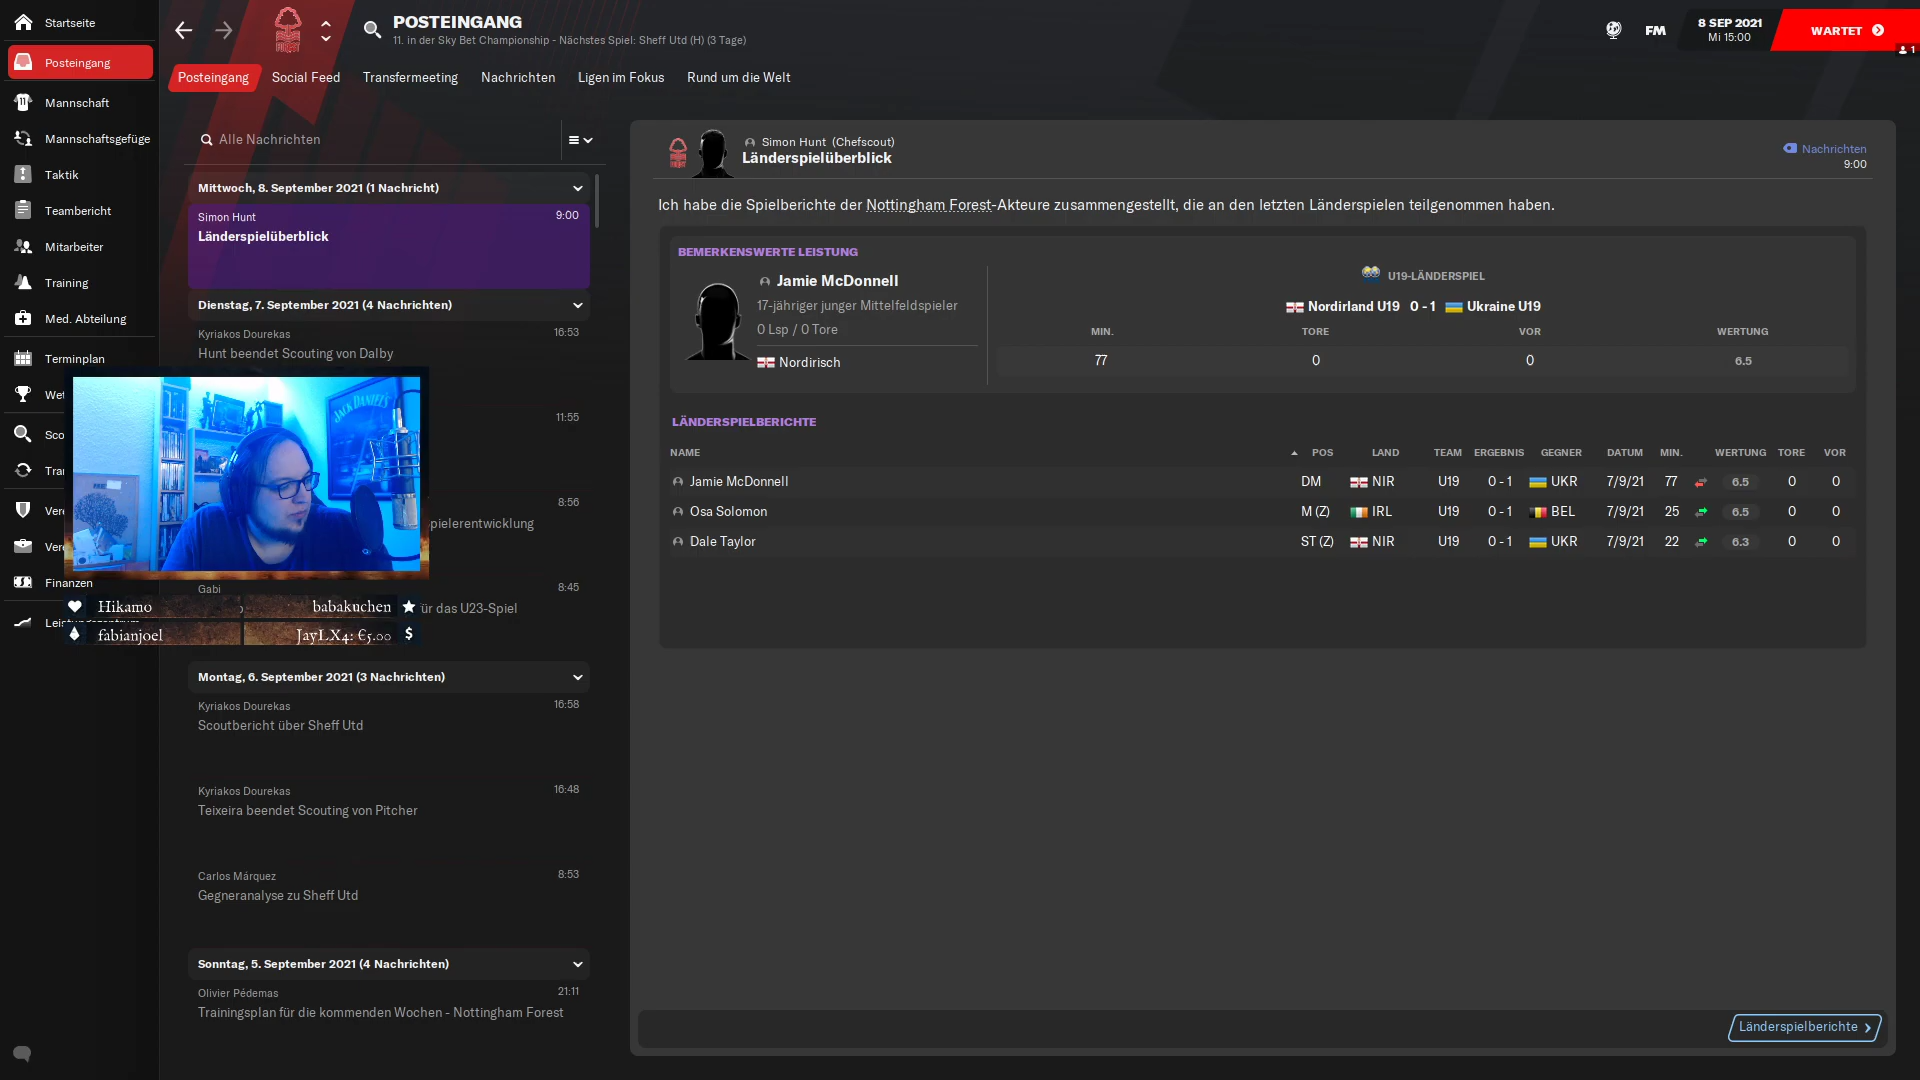 Startseite
Posteingang
Mannschaft
Mannschaftsgefüge
Taktik
Teambericht
Mitarbeiter
Training
Med. Abteilung
Terminplan
Finanzen
POSTEINGANG
11. in der Sky Bet Championship - Nächstes Spiel: Sheff Utd (H) (3 Tage)
FM
8 SEP 2021
Mi 15:00
WARTET
1
Posteingang Social Feed Transfermeeting Nachrichten Ligen im Fokus Rund um die Welt
Alle Nachrichten
Mittwoch, 8. September 2021 (1 Nachricht)
Simon Hunt 9:00
Länderspielüberblick
Dienstag, 7. September 2021 (4 Nachrichten)
Kyriakos Dourekas 16:53
Hunt beendet Scouting von Dalby
11:55
8:56
pielerentwicklung
Gabi 8:45
ür das U23-Spiel
Hikamo babakuchen
fabianjoel JayLX4: €5.00 $
Montag, 6. September 2021 (3 Nachrichten)
Kyriakos Dourekas 16:58
Scoutbericht über Sheff Utd
Kyriakos Dourekas 16:48
Teixeira beendet Scouting von Pitcher
Carlos Márquez 8:53
Gegneranalyse zu Sheff Utd
Sonntag, 5. September 2021 (4 Nachrichten)
Olivier Pédemas 21:11
Trainingsplan für die kommenden Wochen - Nottingham Forest
Simon Hunt (Chefscout)
Länderspielüberblick
Nachrichten
9:00
Ich habe die Spielberichte der Nottingham Forest-Akteure zusammengestellt, die an den letzten Länderspielen teilgenommen haben.
BEMERKENSWERTE LEISTUNG
Jamie McDonnell
17-jähriger junger Mittelfeldspieler
0 Lsp / 0 Tore
Nordirisch
U19-LÄNDERSPIEL
Nordirland U19 0 - 1 Ukraine U19
MIN. TORE VOR WERTUNG
77 0 0 6.5
LÄNDERSPIELBERICHTE
NAME POS LAND TEAM ERGEBNIS GEGNER DATUM MIN. WERTUNG TORE VOR
Jamie McDonnell DM NIR U19 0 - 1 UKR 7/9/21 77 6.5 0 0
Osa Solomon M (Z) IRL U19 0 - 1 BEL 7/9/21 25 6.5 0 0
Dale Taylor ST (Z) NIR U19 0 - 1 UKR 7/9/21 22 6.3 0 0
Länderspielberichte